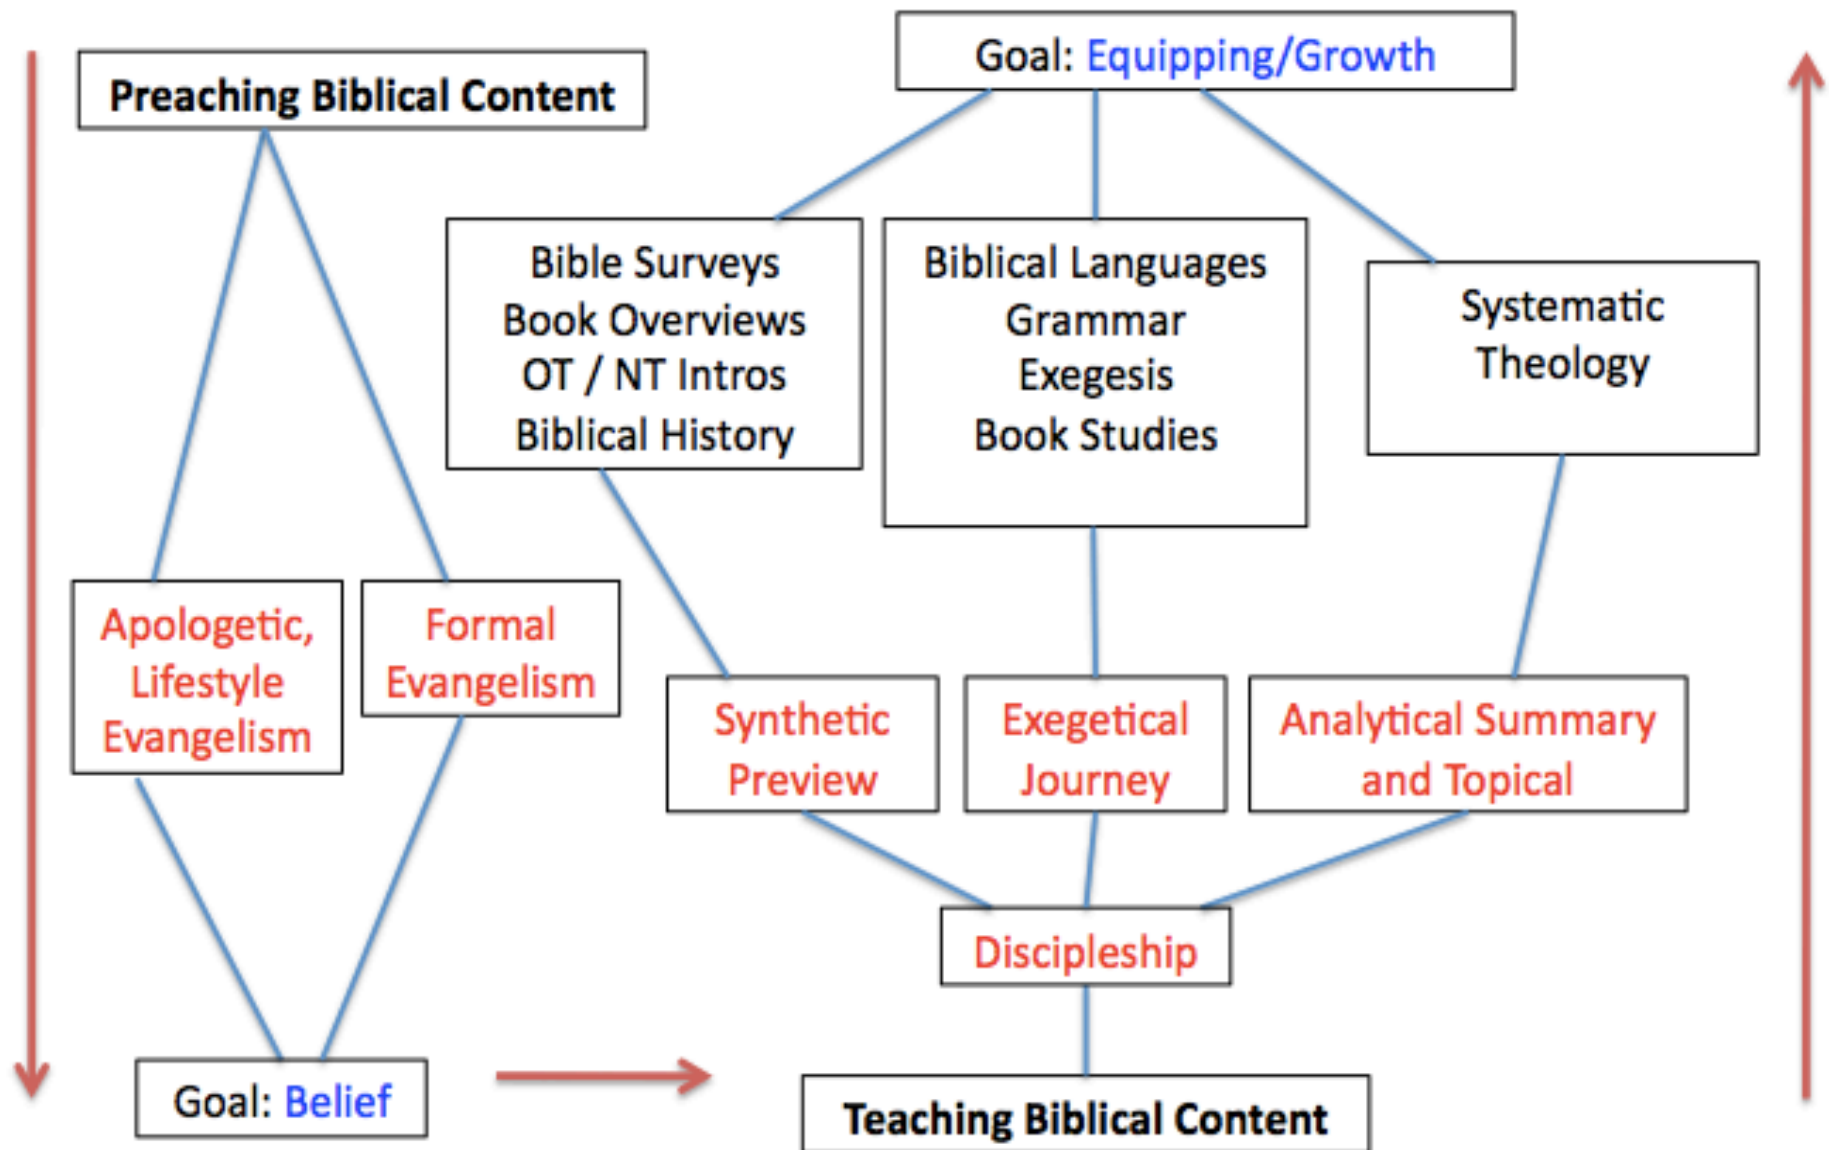 Preaching Biblical Content
Goal: Equipping/Growth
Bible Surveys
Book Overviews
OT / NT Intros
Biblical History
Biblical Languages
Grammar
Exegesis
Book Studies
Systematic
Theology
Apologetic,
Lifestyle
Evangelism
Formal
Evangelism
Synthetic
Preview
Exegetical
Journey
Analytical Summary
and Topical
Discipleship
Goal: Belief
Teaching Biblical Content